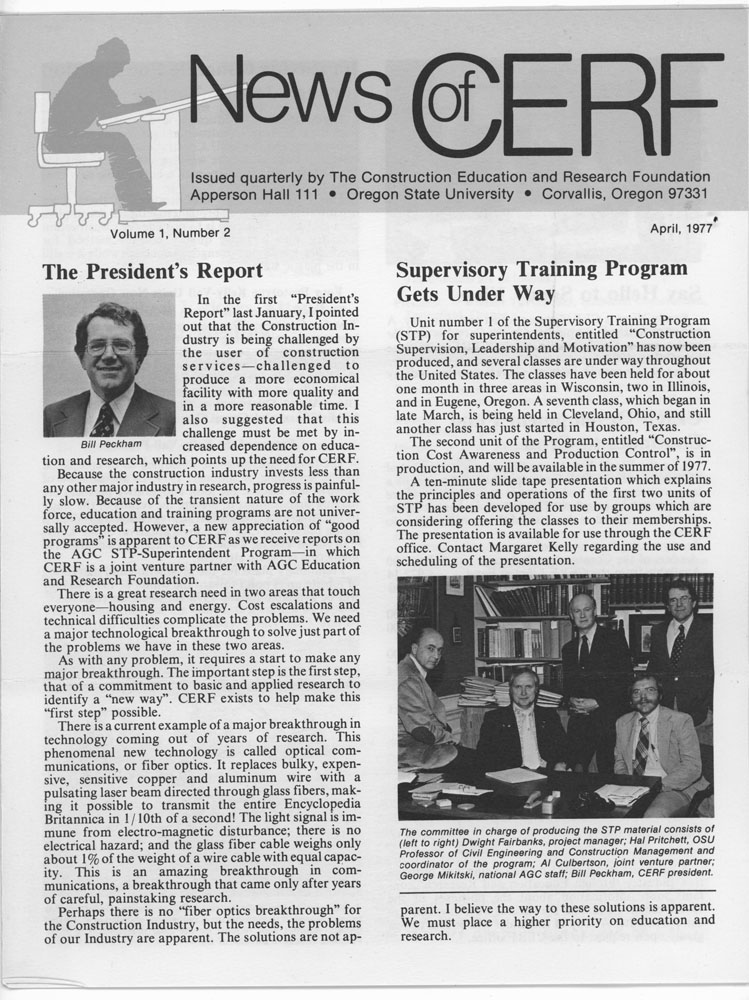 News of CERF
Issued quarterly by The Construction Education and Research Foundation
Apperson Hall 111 • Oregon State University • Corvallis, Oregon 97331
Volume 1, Number 2
April, 1977
The President's Report
In the first "President's
Report" last January, I pointed
out that the Construction In-
dustry is being challenged by
the user of construction
services—challenged to
produce a more economical
facility with more quality and
in a more reasonable time. I
also suggested that this
challenge must be met by in-
Bill Peckham
creased dependence on educa-
tion and research, which points up the need for CERF.
Because the construction industry invests less than
any other major industry in research, progress is painful-
ly slow. Because of the transient nature of the work
force, education and training programs are not univer-
sally accepted. However, a new appreciation of "good
programs" is apparent to CERF as we receive reports on
the AGC STP-Superintendent Program—in which
CERF is a joint venture partner with AGC Education
and Research Foundation.
There is a great research need in two areas that touch
everyone—housing and energy. Cost escalations and
technical difficulties complicate the problems. We need
a major technological breakthrough to solve just part of
the problems we have in these two areas.
As with any problem, it requires a start to make any
major breakthrough. The important step is the first step,
that of a commitment to basic and applied research to
identify a "new way". CERF exists to help make this
"first step" possible.
There is a current example of a major breakthrough in
technology coming out of years of research. This
phenomenal new technology is called optical com-
munications, or fiber optics. It replaces bulky, expen-
sive, sensitive copper and aluminum wire with a
pulsating laser beam directed through glass fibers, mak-
ing it possible to transmit the entire Encyclopedia
Britannica in 1/10th of a second! The light signal is im-
mune from electro-magnetic disturbance; there is no
electrical hazard; and the glass fiber cable weighs only
about 1% of the weight of a wire cable with equal capac-
ity. This is an amazing breakthrough in com-
munications, a breakthrough that came only after years
of careful, painstaking research.
Perhaps there is no "fiber optics breakthrough" for
the Construction Industry, but the needs, the problems
of our Industry are apparent. The solutions are not ap-
Supervisory Training Program
Gets Under Way
Unit number 1 of the Supervisory Training Program
(STP) for superintendents, entitled "Construction
Supervision, Leadership and Motivation" has now been
produced, and several classes are under way throughout
the United States. The classes have been held for about
one month in three areas in Wisconsin, two in Illinois,
and in Eugene, Oregon. A seventh class, which began in
late March, is being held in Cleveland, Ohio, and still
another class has just started in Houston, Texas.
The second unit of the Program, entitled "Construc-
tion Cost Awareness and Production Control", is in
production, and will be available in the summer of 1977.
A ten-minute slide tape presentation which explains
the principles and operations of the first two units of
STP has been developed for use by groups which are
considering offering the classes to their memberships.
The presentation is available for use through the CERF
office. Contact Margaret Kelly regarding the use and
scheduling of the presentation.
The committee in charge of producing the STP material consists of
(left to right) Dwight Fairbanks, project manager; Hal Pritchett, OSU
Professor of Civil Engineering and Construction Management and
coordinator of the program; Al Culbertson, joint venture partner;
George Mikitski, national AGC staff; Bill Peckham, CERF president.
parent. I believe the way to these solutions is apparent.
We must place a higher priority on education and
research.